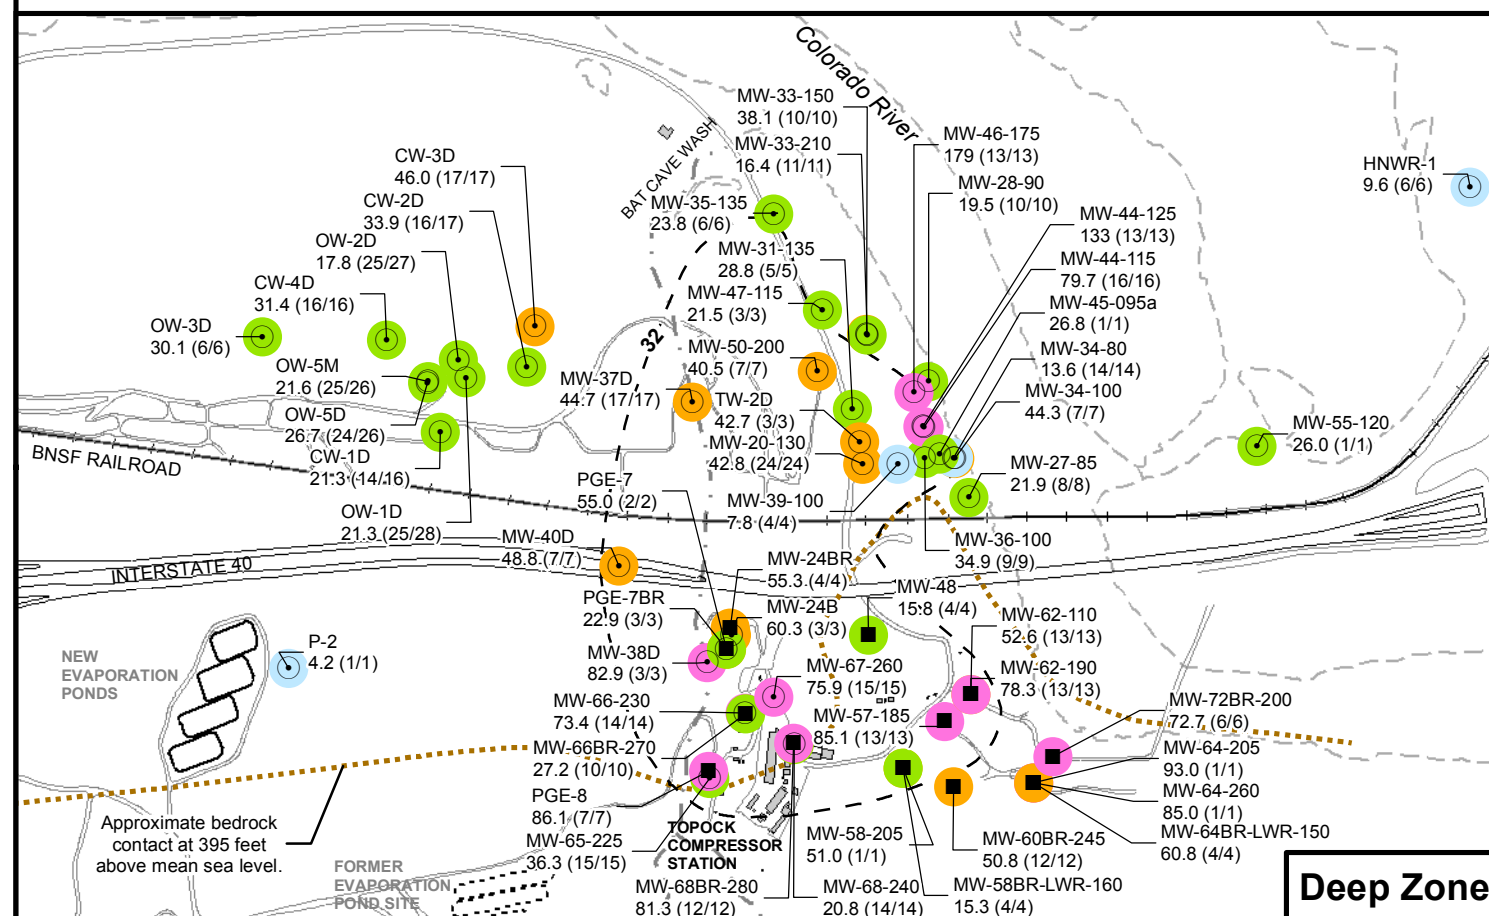 Colorado River
MW-33-150
38.1 (10/10)
MW-33-210
16.4 (11/11)
MW-46-175
179 (13/13)
MW-28-90
19.5 (10/10)
HNWR-1
9.6 (6/6)
BAT CAVE WASH
CW-3D
46.0 (17/17)
CW-2D
33.9 (16/17)
OW-2D
17.8 (25/27)
CW-4D
31.4 (16/16)
OW-3D
30.1 (6/6)
OW-5M
21.6 (25/26)
OW-5D
26.7 (24/26)
CW-1D
21.3 (14/16)
OW-1D
21.3 (25/28)
MW-35-135
23.8 (6/6)
MW-31-135
28.8 (5/5)
MW-47-115
21.5 (3/3)
MW-50-200
40.5 (7/7)
MW-37D
44.7 (17/17)
TW-2D
42.7 (3/3)
MW-20-130
42.8 (24/24)
32
MW-44-125
133 (13/13)
MW-44-115
79.7 (16/16)
MW-45-095a
26.8 (1/1)
MW-34-80
13.6 (14/14)
MW-34-100
44.3 (7/7)
MW-55-120
26.0 (1/1)
MW-27-85
21.9 (8/8)
MW-39-100
7.8 (4/4)
MW-36-100
34.9 (9/9)
BNSF RAILROAD
INTERSTATE 40
PGE-7
55.0 (2/2)
MW-40D
48.8 (7/7)
MW-24BR
55.3 (4/4)
MW-48
15.8 (4/4)
PGE-7BR
22.9 (3/3)
MW-24B
60.3 (3/3)
MW-62-110
52.6 (13/13)
MW-38D
82.9 (3/3)
MW-67-260
75.9 (15/15)
MW-62-190
78.3 (13/13)
MW-66-230
73.4 (14/14)
MW-57-185
85.1 (13/13)
MW-72BR-200
72.7 (6/6)
MW-66BR-270
27.2 (10/10)
MW-64-205
93.0 (1/1)
MW-64-260
85.0 (1/1)
PGE-8
86.1 (7/7)
MW-64BR-LWR-150
60.8 (4/4)
MW-65-225
36.3 (15/15)
MW-58-205
51.0 (1/1)
MW-60BR-245
50.8 (12/12)
MW-68BR-280
81.3 (12/12)
MW-68-240
20.8 (14/14)
MW-58BR-LWR-160
15.3 (4/4)
P-2
4.2 (1/1)
NEW
EVAPORATION
PONDS
Approximate bedrock
contact at 395 feet
above mean sea level.
FORMER
EVAPORATION
POND SITE
TOPOCK
COMPRESSOR
STATION
Deep Zone